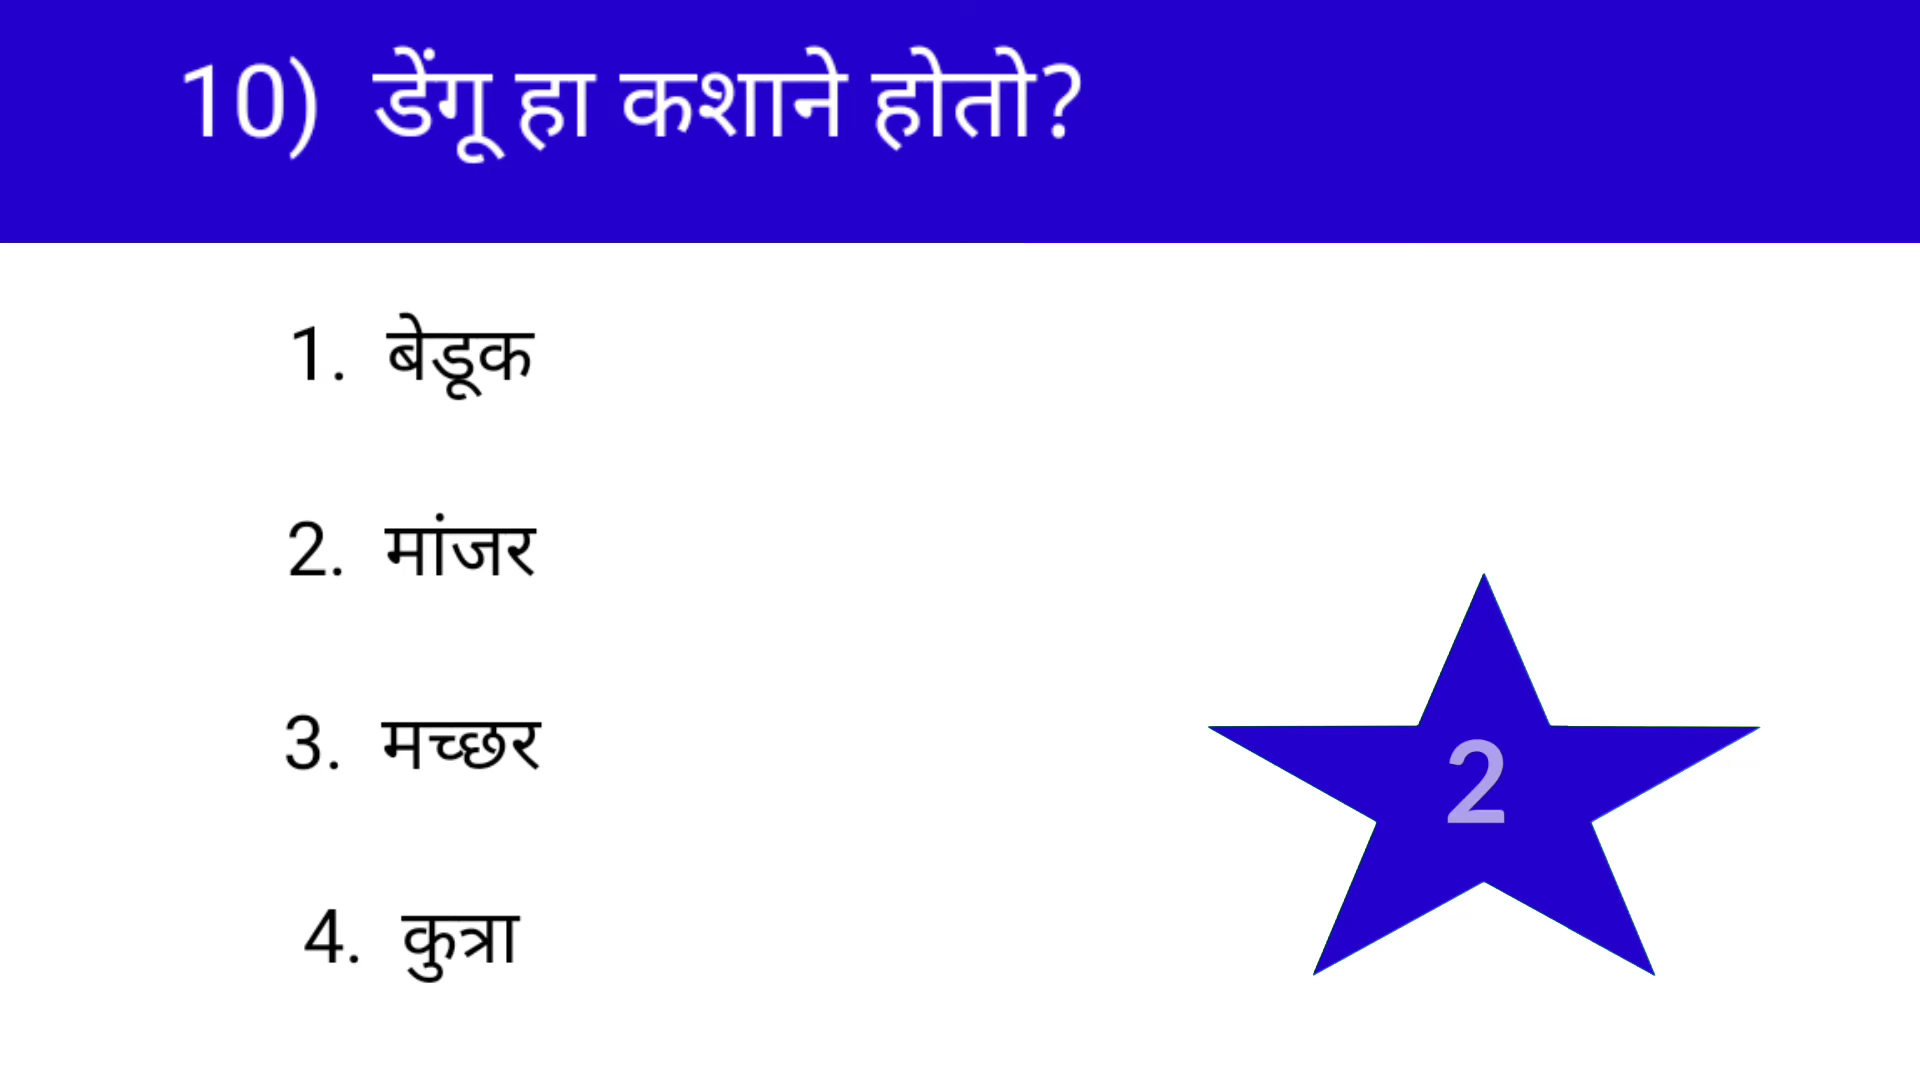 10) डेंगू हा कशाने होतो?
1. बेडूक
2. मांजर
3. मच्छर
4. कुत्रा
2